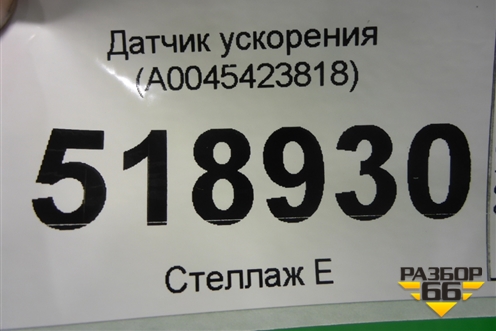 Датчик ускорения
(A0045423818)
518930
Стеллаж Е
РАЗБОР
66